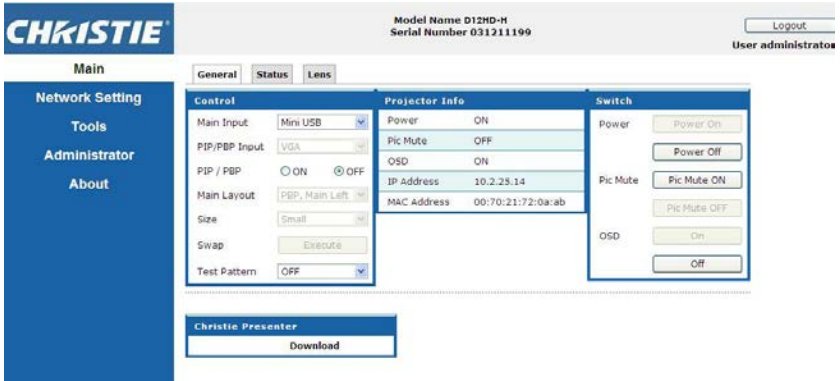 CHRISTIE
Model Name D12HD-H
Serial Number 031211199
Logout
User administrator
Main
Network Setting
Tools
Administrator
About
General Status Lens
Control
Main Input Mini USB
PIP/PBP Input VGA
PIP / PBP ON OFF
Main Layout PBP, Main Left
Size Small
Swap Execute
Test Pattern OFF
Projector Info
Power ON
Pic Mute OFF
OSD ON
IP Address 10.2.25.14
MAC Address 00:70:21:72:0a:ab
Switch
Power Power On
Power Off
Pic Mute Pic Mute ON
Pic Mute OFF
OSD On
Off
Christie Presenter
Download